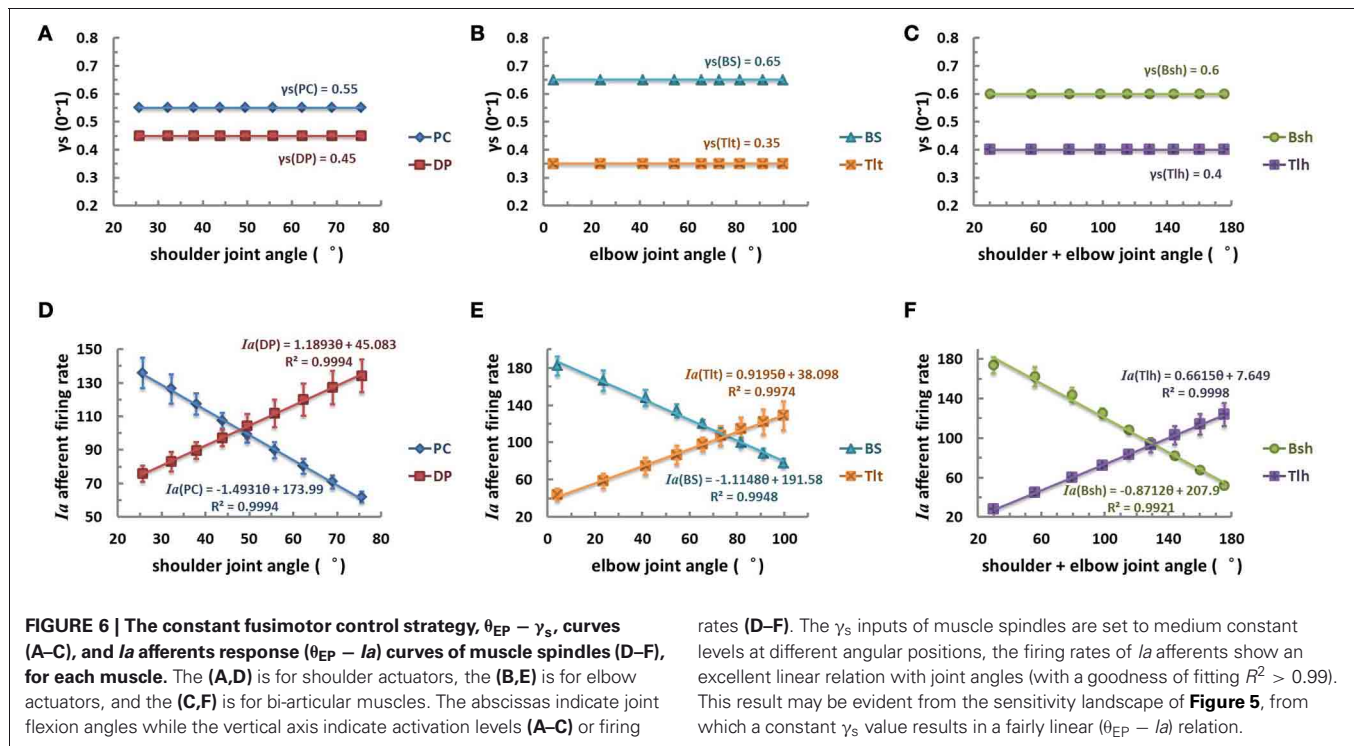 A
0.8
0.7
0.6
0.5
0.4
0.3
0.2
γs (0~1)
γs(PC) = 0.55
γs(DP) = 0.45
PC
DP
20 30 40 50 60 70 80
shoulder joint angle ( °)
B
0.8
0.7
0.6
0.5
0.4
0.3
0.2
γs (0~1)
γs(BS) = 0.65
γs(Tlt) = 0.35
BS
Tlt
0 20 40 60 80 100
elbow joint angle ( °)
C
0.8
0.7
0.6
0.5
0.4
0.3
0.2
γs (0~1)
γs(Bsh) = 0.6
γs(Tlh) = 0.4
Bsh
Tlh
20 60 100 140 180
shoulder + elbow joint angle ( °)
D
150
130
110
90
70
50
Ia afferent firing rate
Ia(DP) = 1.1893θ + 45.083
R² = 0.9994
Ia(PC) = -1.4931θ + 173.99
R² = 0.9994
PC
DP
20 30 40 50 60 70 80
shoulder joint angle ( °)
E
180
140
100
60
20
Ia afferent firing rate
Ia(Tlt) = 0.9195θ + 38.098
R² = 0.9974
Ia(BS) = -1.1148θ + 191.58
R² = 0.9948
BS
Tlt
0 20 40 60 80 100
elbow joint angle ( °)
F
180
140
100
60
20
Ia afferent firing rate
Ia(Tlh) = 0.6615θ + 7.649
R² = 0.9998
Ia(Bsh) = -0.8712θ + 207.9
R² = 0.9921
Bsh
Tlh
20 60 100 140 180
shoulder + elbow joint angle ( °)
FIGURE 6 | The constant fusimotor control strategy, θEP − γs, curves
(A–C), and Ia afferents response (θEP − Ia) curves of muscle spindles (D–F),
for each muscle. The (A,D) is for shoulder actuators, the (B,E) is for elbow
actuators, and the (C,F) is for bi-articular muscles. The abscissas indicate joint
flexion angles while the vertical axis indicate activation levels (A–C) or firing
rates (D–F). The γs inputs of muscle spindles are set to medium constant
levels at different angular positions, the firing rates of Ia afferents show an
excellent linear relation with joint angles (with a goodness of fitting R² > 0.99).
This result may be evident from the sensitivity landscape of Figure 5, from
which a constant γs value results in a fairly linear (θEP − Ia) relation.